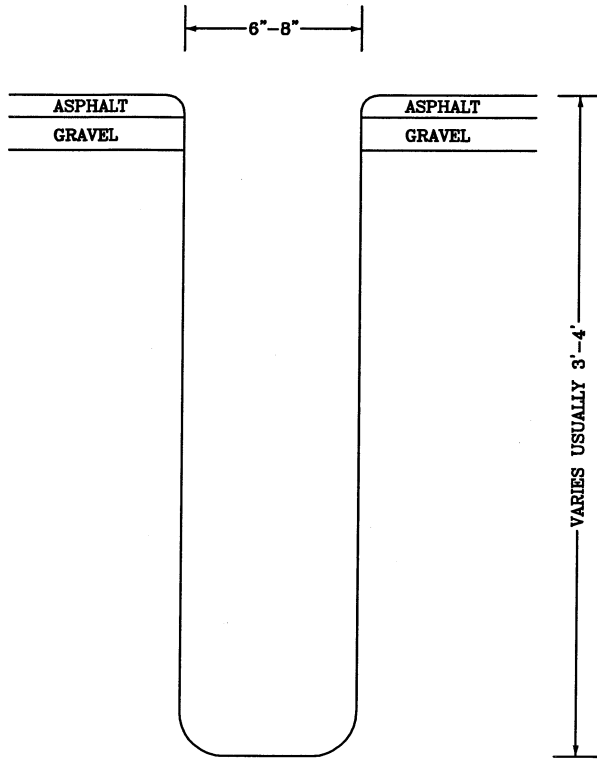 6"-8"
ASPHALT
ASPHALT
GRAVEL
GRAVEL
VARIES USUALLY 3'-4'